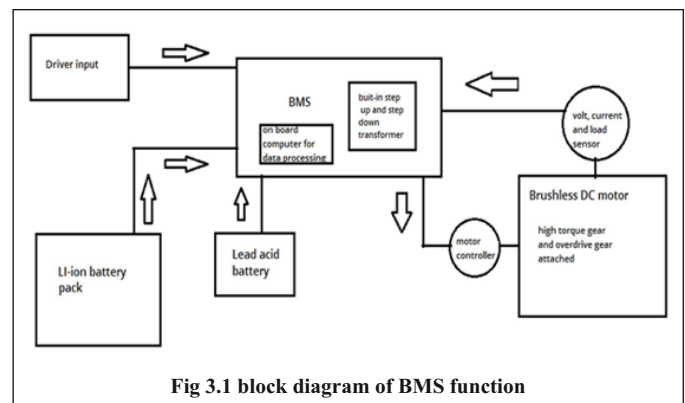 Driver input
BMS
on board
computer for
data processing
buit-in step
up and step
down
transformer
volt, current
and load
sensor
Brushless DC motor
high torque gear
and overdrive gear
attached
motor
controller
LI-ion battery
pack
Lead acid
battery
Fig 3.1 block diagram of BMS function